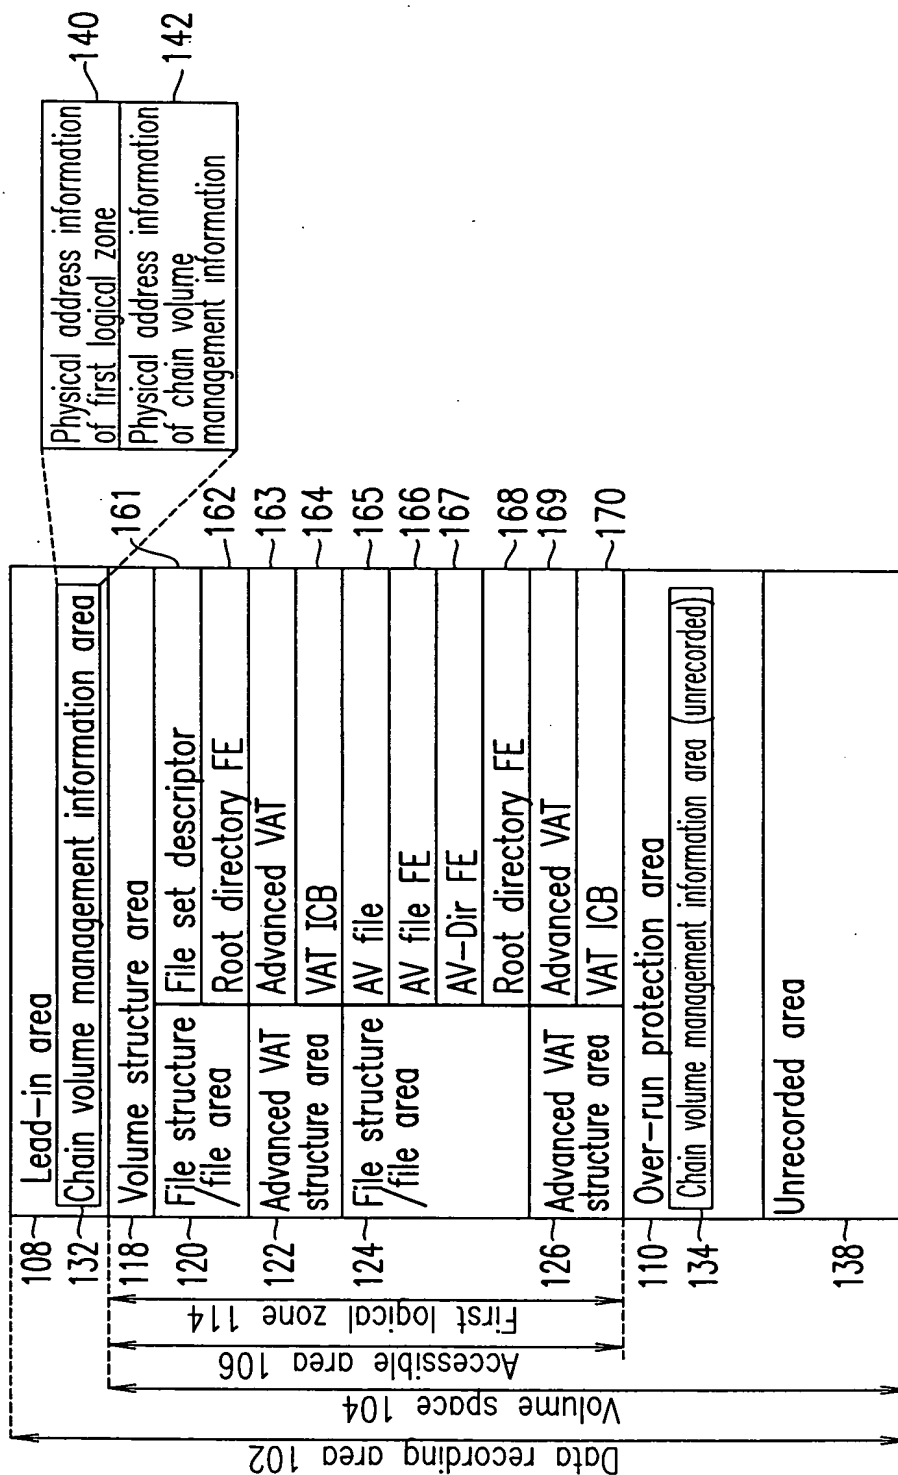 Data recording area 102
Volume space 104
Accessible area 106
First logical zone 114
108
Lead-in area
132
Chain volume management information area
Physical address information
of first logical zone
140
Physical address information
of chain volume
management information
142
118
Volume structure area
120
File structure
/file area
File set descriptor
161
Root directory FE
162
122
Advanced VAT
structure area
Advanced VAT
163
VAT ICB
164
124
File structure
/file area
AV file
165
AV file FE
166
AV-Dir FE
167
Root directory FE
168
126
Advanced VAT
structure area
Advanced VAT
169
VAT ICB
170
110
Over-run protection area
134
Chain volume management information area (unrecorded)
138
Unrecorded area